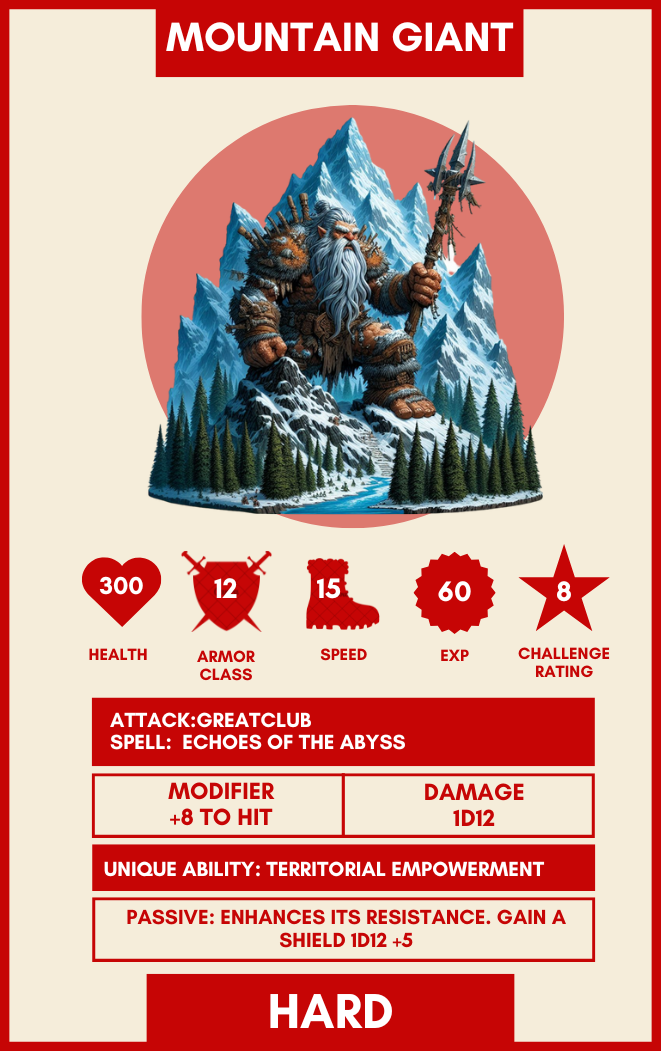 MOUNTAIN GIANT
300
12
15
60
8
HEALTH
ARMOR
CLASS
SPEED
EXP
CHALLENGE
RATING
ATTACK:GREATCLUB
SPELL: ECHOES OF THE ABYSS
MODIFIER
+8 TO HIT
DAMAGE
1D12
UNIQUE ABILITY: TERRITORIAL EMPOWERMENT
PASSIVE: ENHANCES ITS RESISTANCE. GAIN A
SHIELD 1D12 +5
HARD